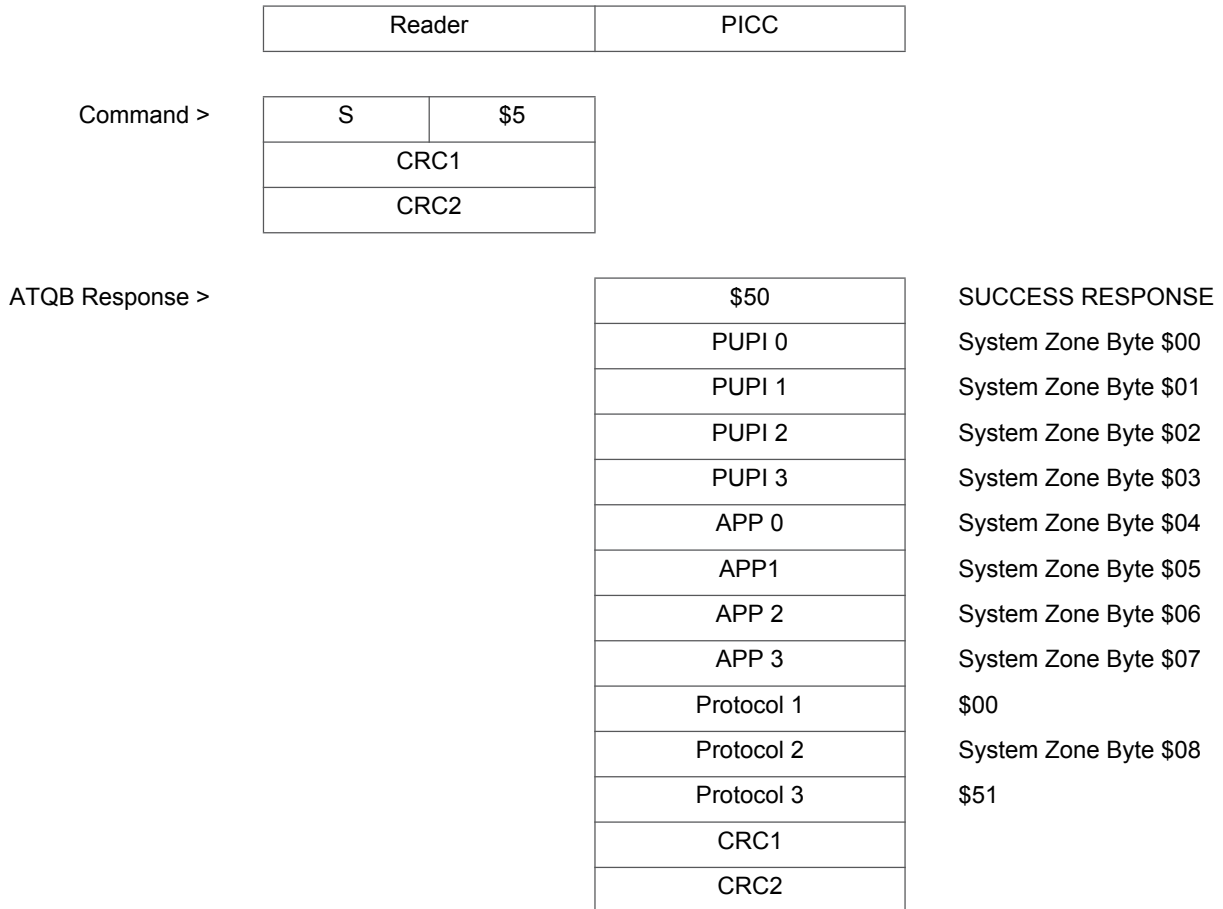 Reader PICC
Command > S $5
CRC1
CRC2
ATQB Response > $50 SUCCESS RESPONSE
PUPI 0 System Zone Byte $00
PUPI 1 System Zone Byte $01
PUPI 2 System Zone Byte $02
PUPI 3 System Zone Byte $03
APP 0 System Zone Byte $04
APP1 System Zone Byte $05
APP 2 System Zone Byte $06
APP 3 System Zone Byte $07
Protocol 1 $00
Protocol 2 System Zone Byte $08
Protocol 3 $51
CRC1
CRC2